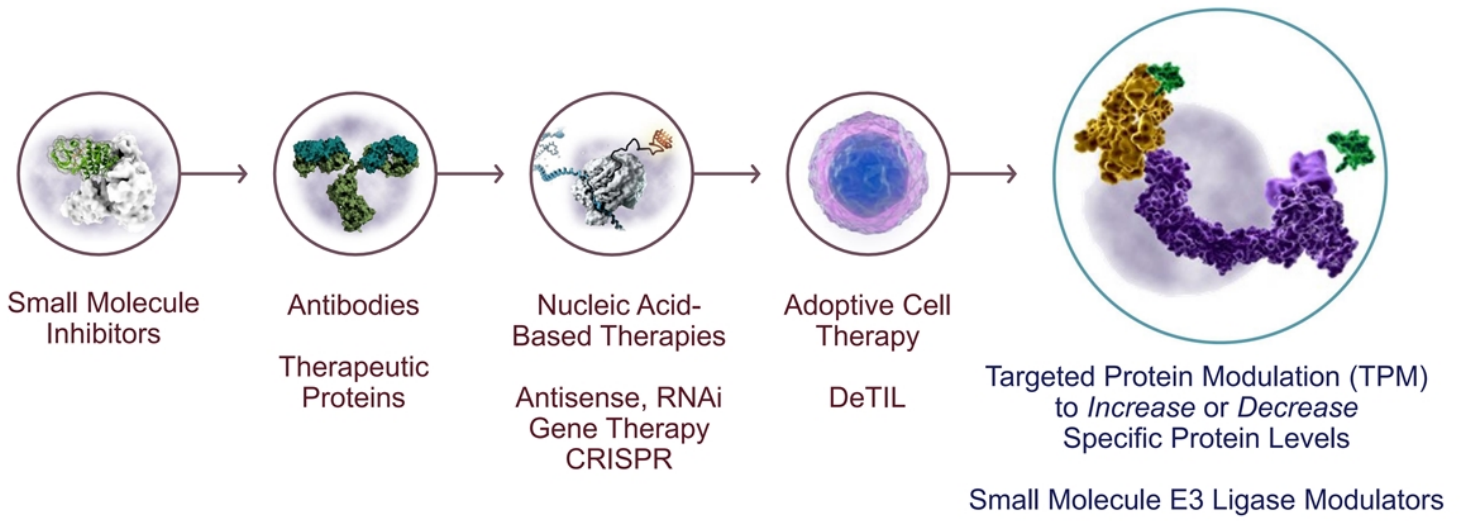 Small Molecule
Inhibitors
Antibodies
Therapeutic
Proteins
Nucleic Acid-
Based Therapies
Antisense, RNAi
Gene Therapy
CRISPR
Adoptive Cell
Therapy
DeTIL
Targeted Protein Modulation (TPM)
to Increase or Decrease
Specific Protein Levels
Small Molecule E3 Ligase Modulators